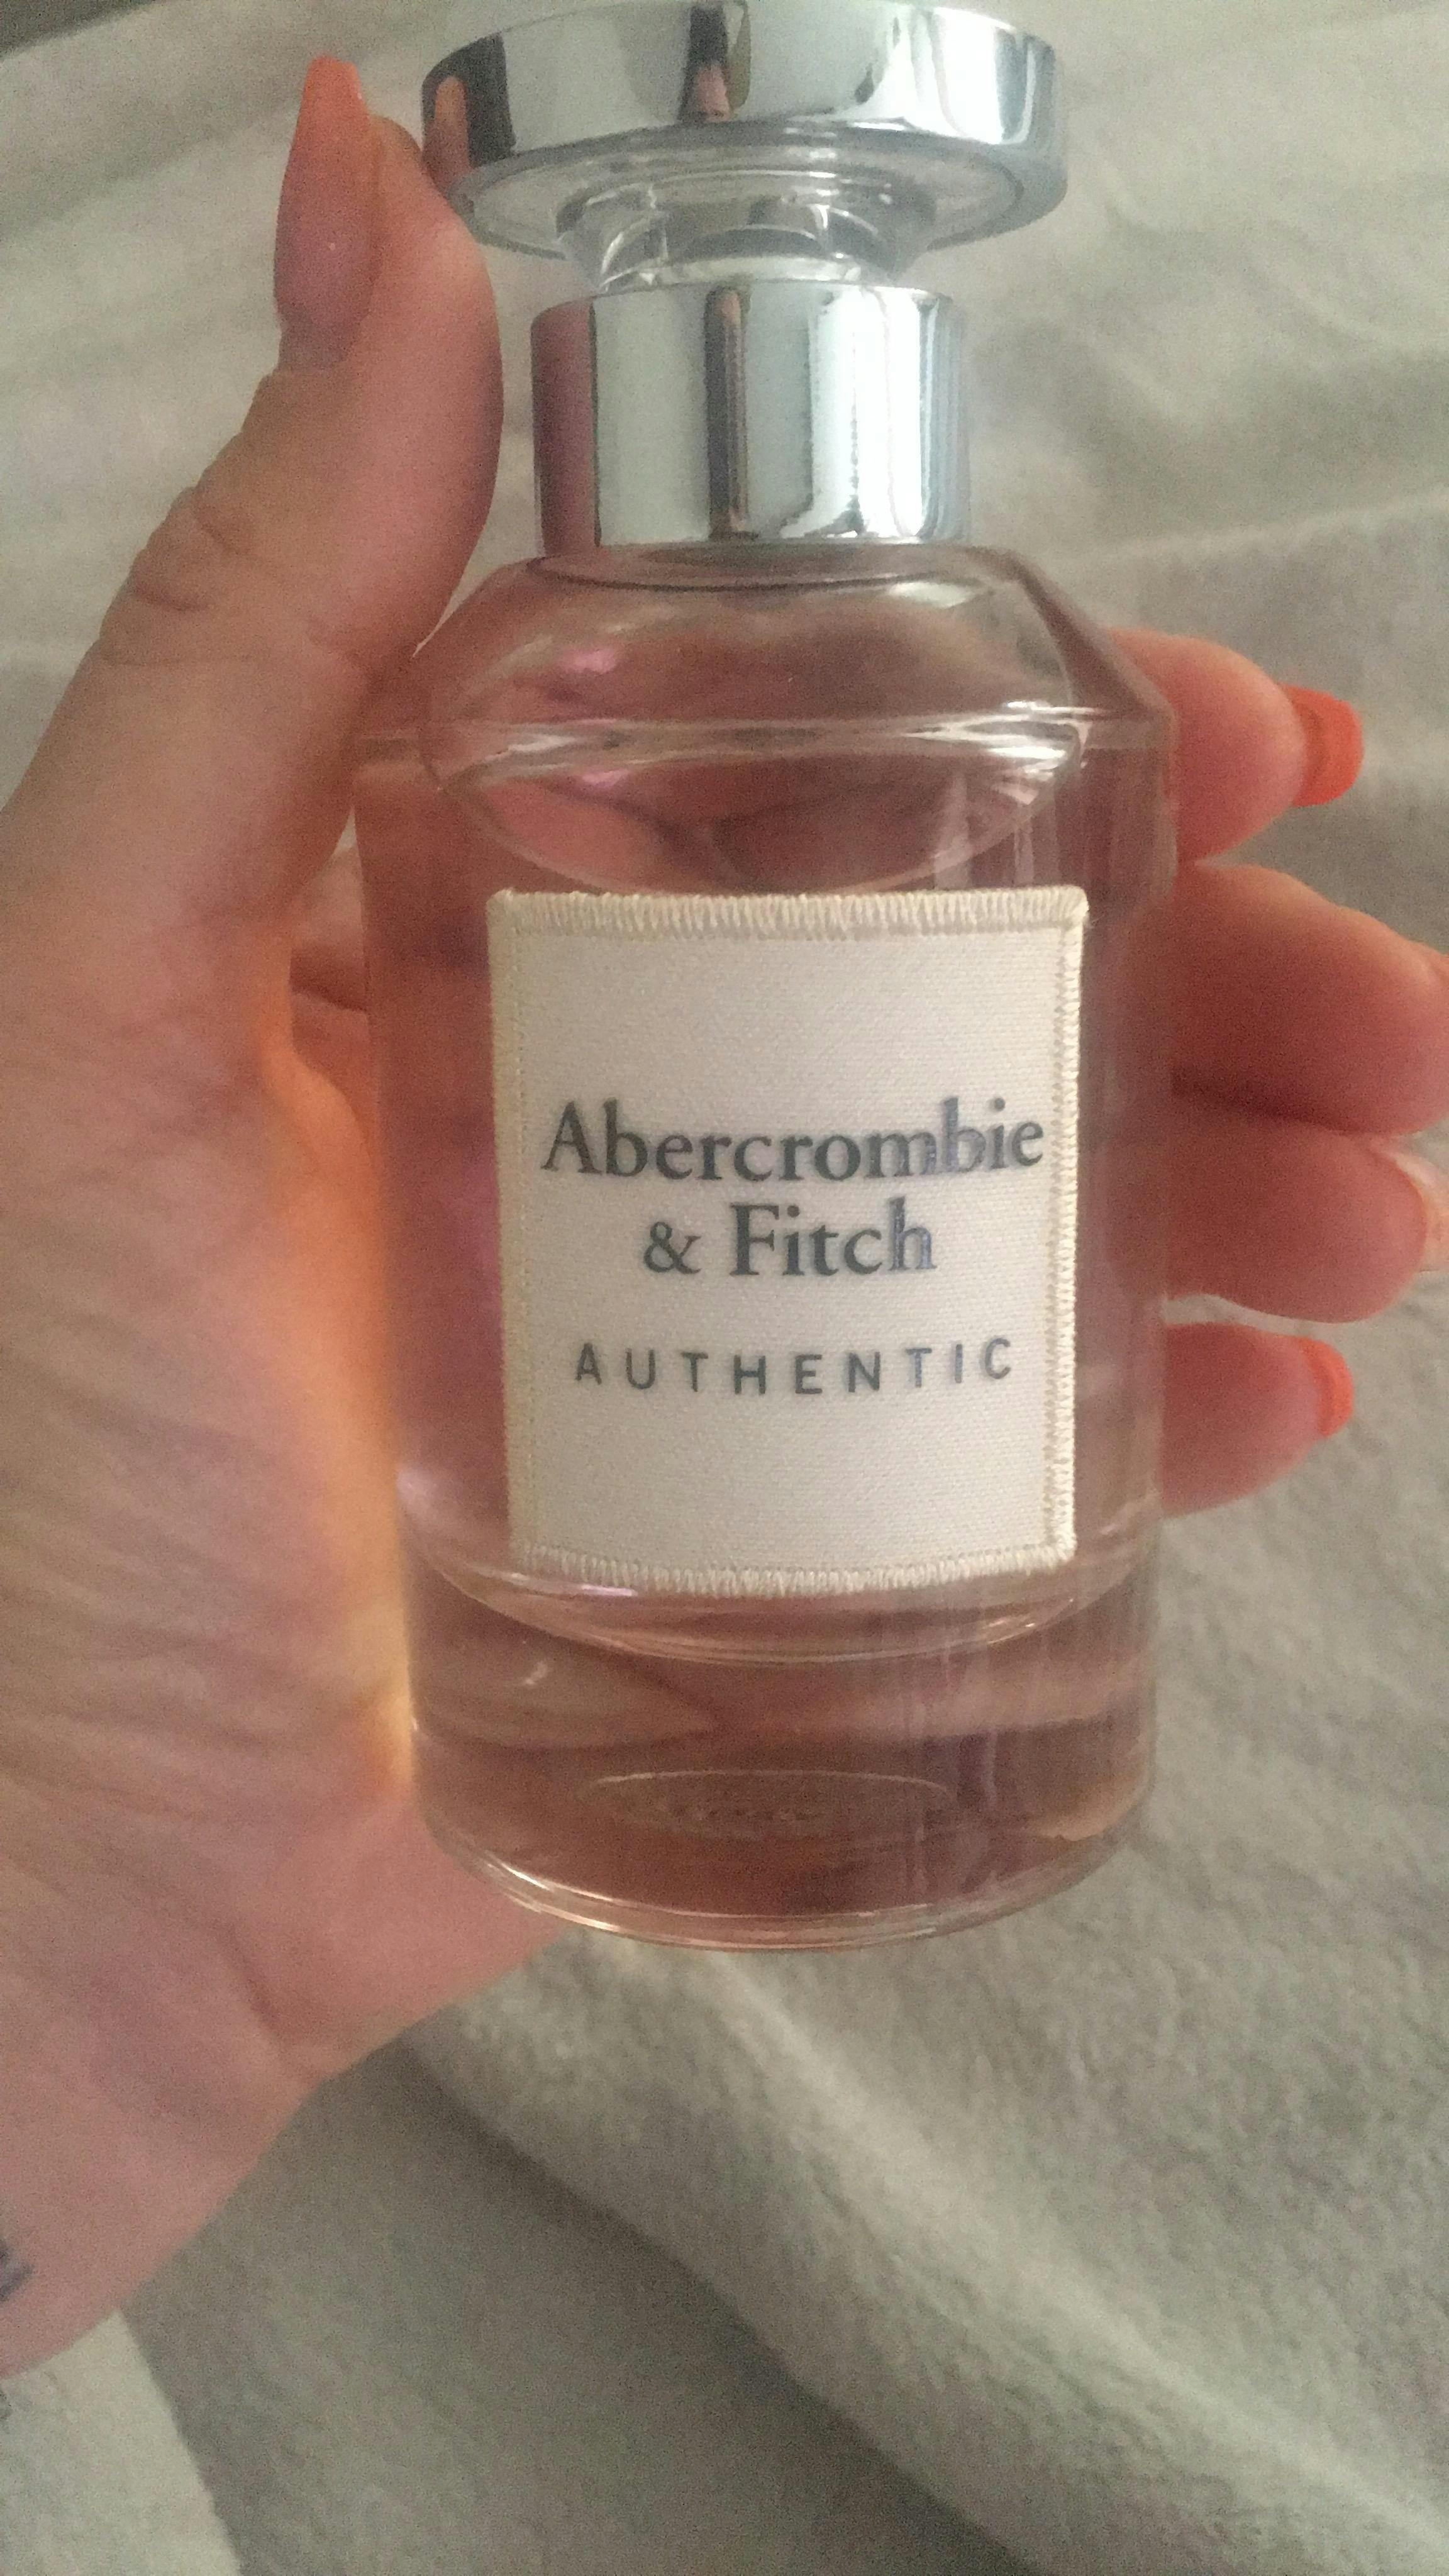 Abercrombie
& Fitch
AUTHENTIC